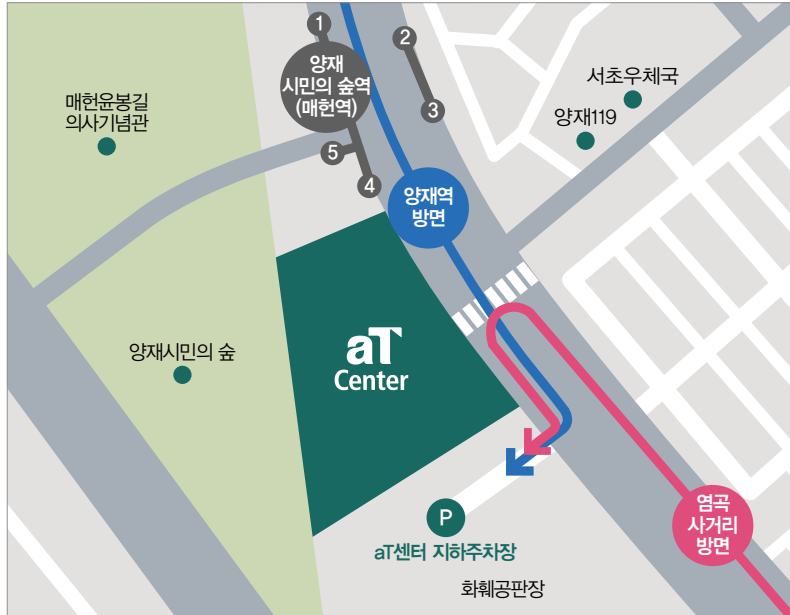 1
양재
시민의 숲역
(매헌역)
2
3
5
4
서초우체국
양재119
매헌윤봉길
의사기념관
양재역
방면
양재시민의 숲
aT
Center
염곡
사거리
방면
P
aT센터 지하주차장
화훼공판장